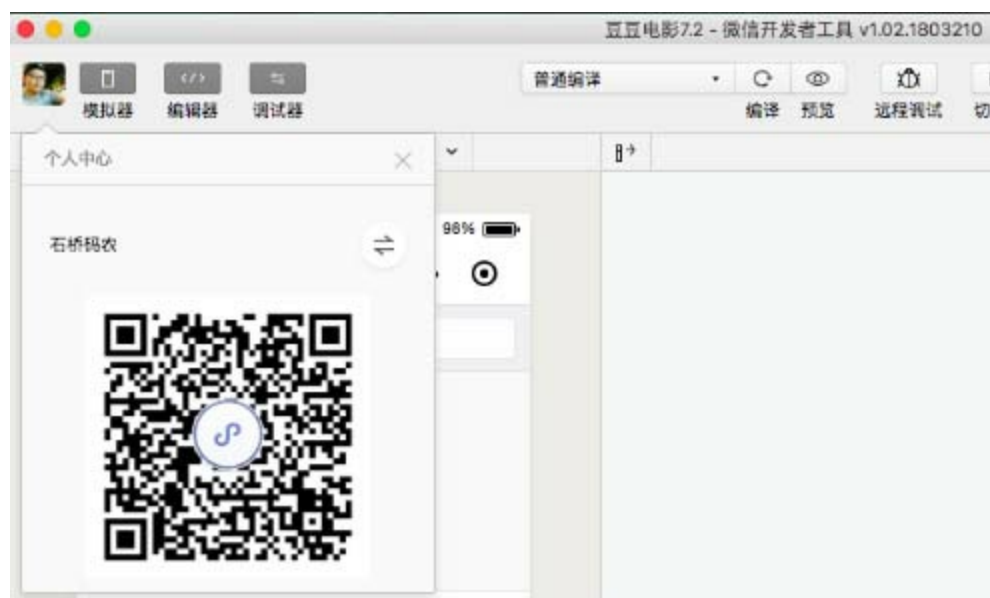 豆豆电影7.2 - 微信开发者工具 v1.02.1803210
普通编译
模拟器 编辑器 调试器 编译 预览 远程调试 切
个人中心
98%
石桥码农